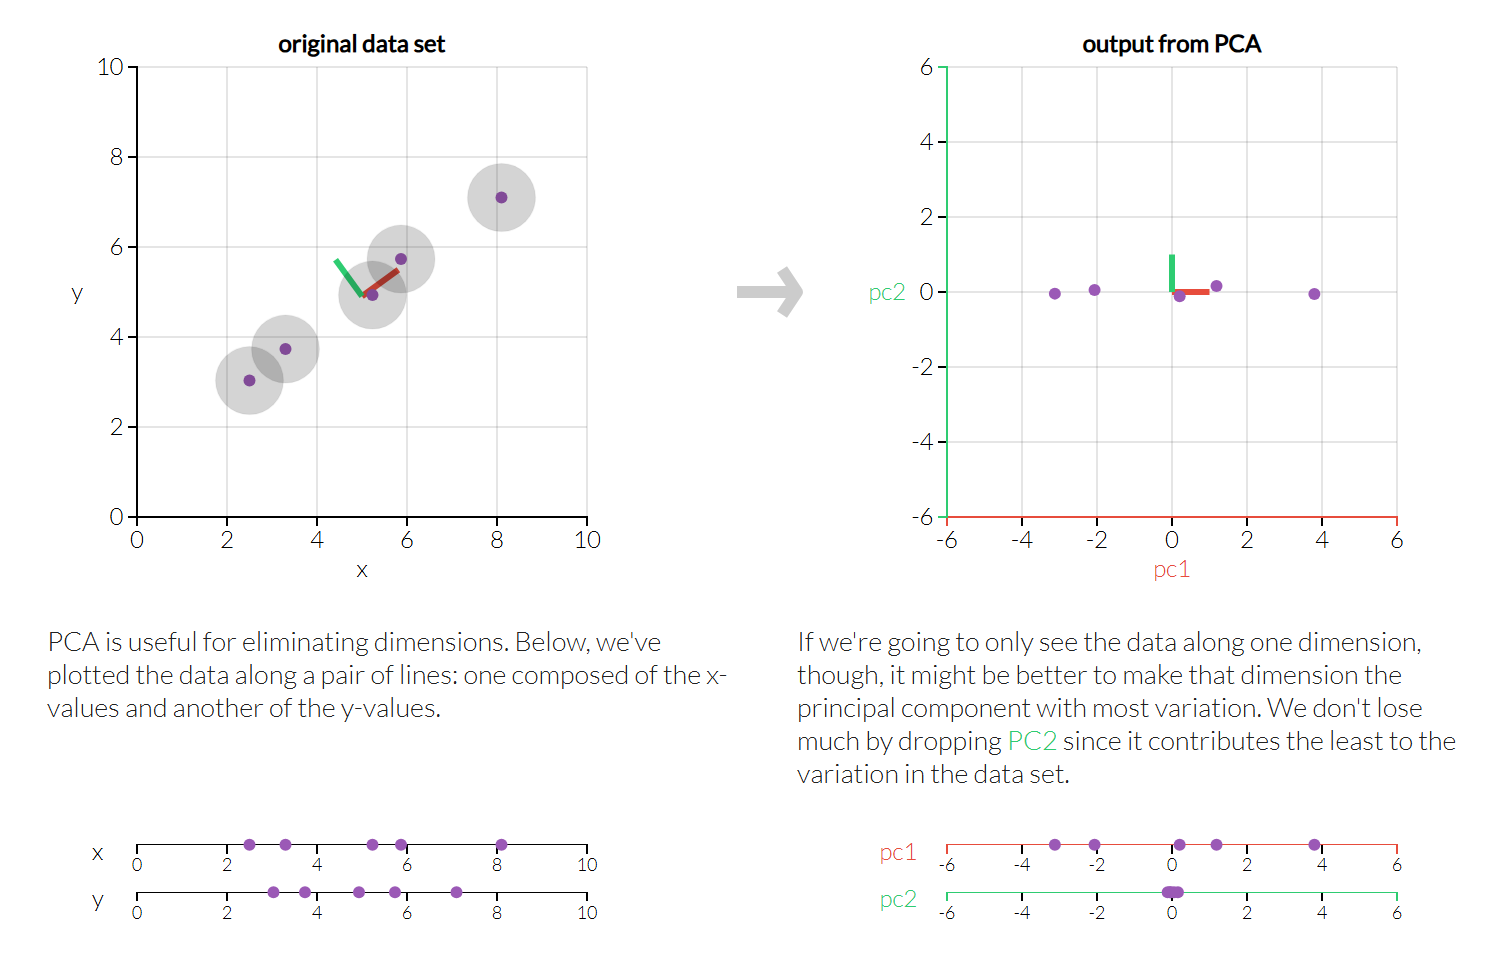 original data set
10
8
6
y
4
2
0
0 2 4 6 8 10
x
output from PCA
6
4
2
pc2 0
-2
-4
-6
-6 -4 -2 0 2 4 6
pc1
PCA is useful for eliminating dimensions. Below, we've
plotted the data along a pair of lines: one composed of the x-
values and another of the y-values.
If we're going to only see the data along one dimension,
though, it might be better to make that dimension the
principal component with most variation. We don't lose
much by dropping PC2 since it contributes the least to the
variation in the data set.
x
0 2 4 6 8 10
y
0 2 4 6 8 10
pc1
-6 -4 -2 0 2 4 6
pc2
-6 -4 -2 0 2 4 6